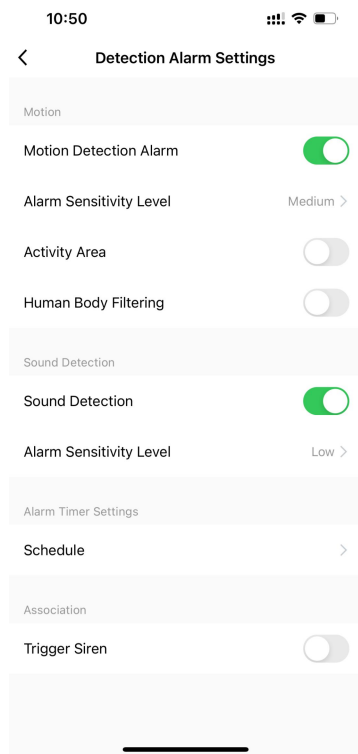 10:50
Detection Alarm Settings
Motion
Motion Detection Alarm
Alarm Sensitivity Level Medium
Activity Area
Human Body Filtering
Sound Detection
Sound Detection
Alarm Sensitivity Level Low
Alarm Timer Settings
Schedule
Association
Trigger Siren